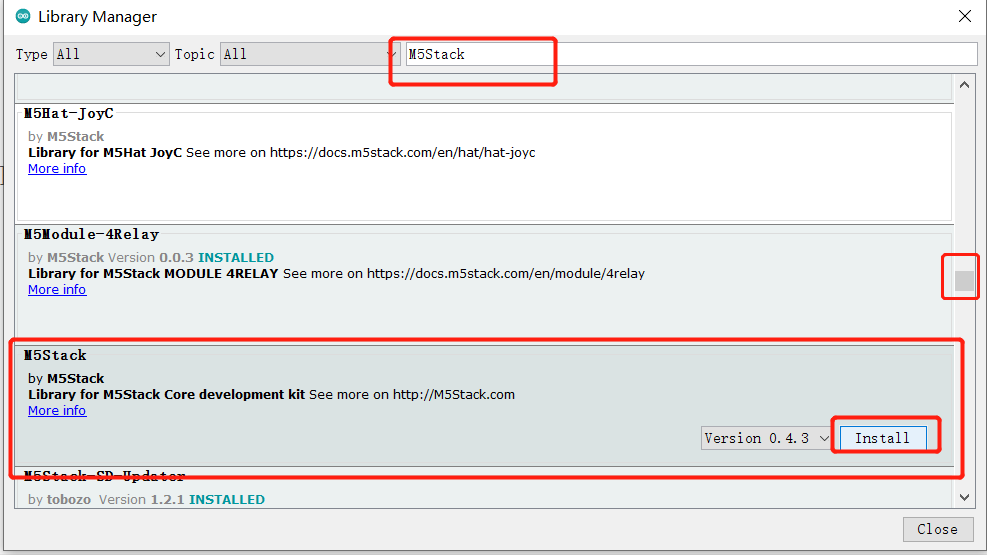 Library Manager
Type All Topic All M5Stack
M5Hat-JoyC
by M5Stack
Library for M5Hat JoyC See more on https://docs.m5stack.com/en/hat/hat-joyc
More info
M5Module-4Relay
by M5Stack Version 0.0.3 INSTALLED
Library for M5Stack MODULE 4RELAY See more on https://docs.m5stack.com/en/module/4relay
More info
M5Stack
by M5Stack
Library for M5Stack Core development kit See more on http://M5Stack.com
More info
Version 0.4.3 Install
M5Stack-SD-Updater
by tobozo Version 1.2.1 INSTALLED
Close